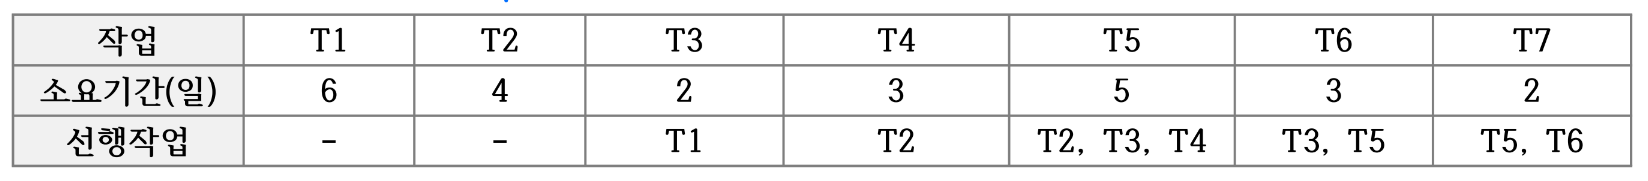 작업 T1 T2 T3 T4 T5 T6 T7
소요기간(일) 6 4 2 3 5 3 2
선행작업 - - T1 T2 T2, T3, T4 T3, T5 T5, T6